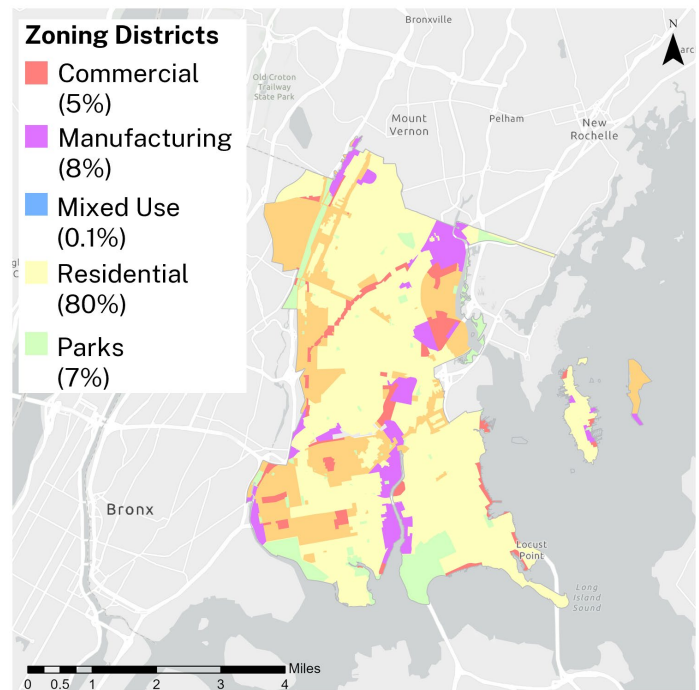 Bronxville
N
Zoning Districts
Commercial
(5%)
Manufacturing
(8%)
Mixed Use
(0.1%)
Residential
(80%)
Parks
(7%)
Old Croton
Trailway
State Park
Mount
Vernon
Pelham
New
Rochelle
Bronx
Locust
Point
Long
Island
Sound
Miles
0 0.5 1 2 3 4